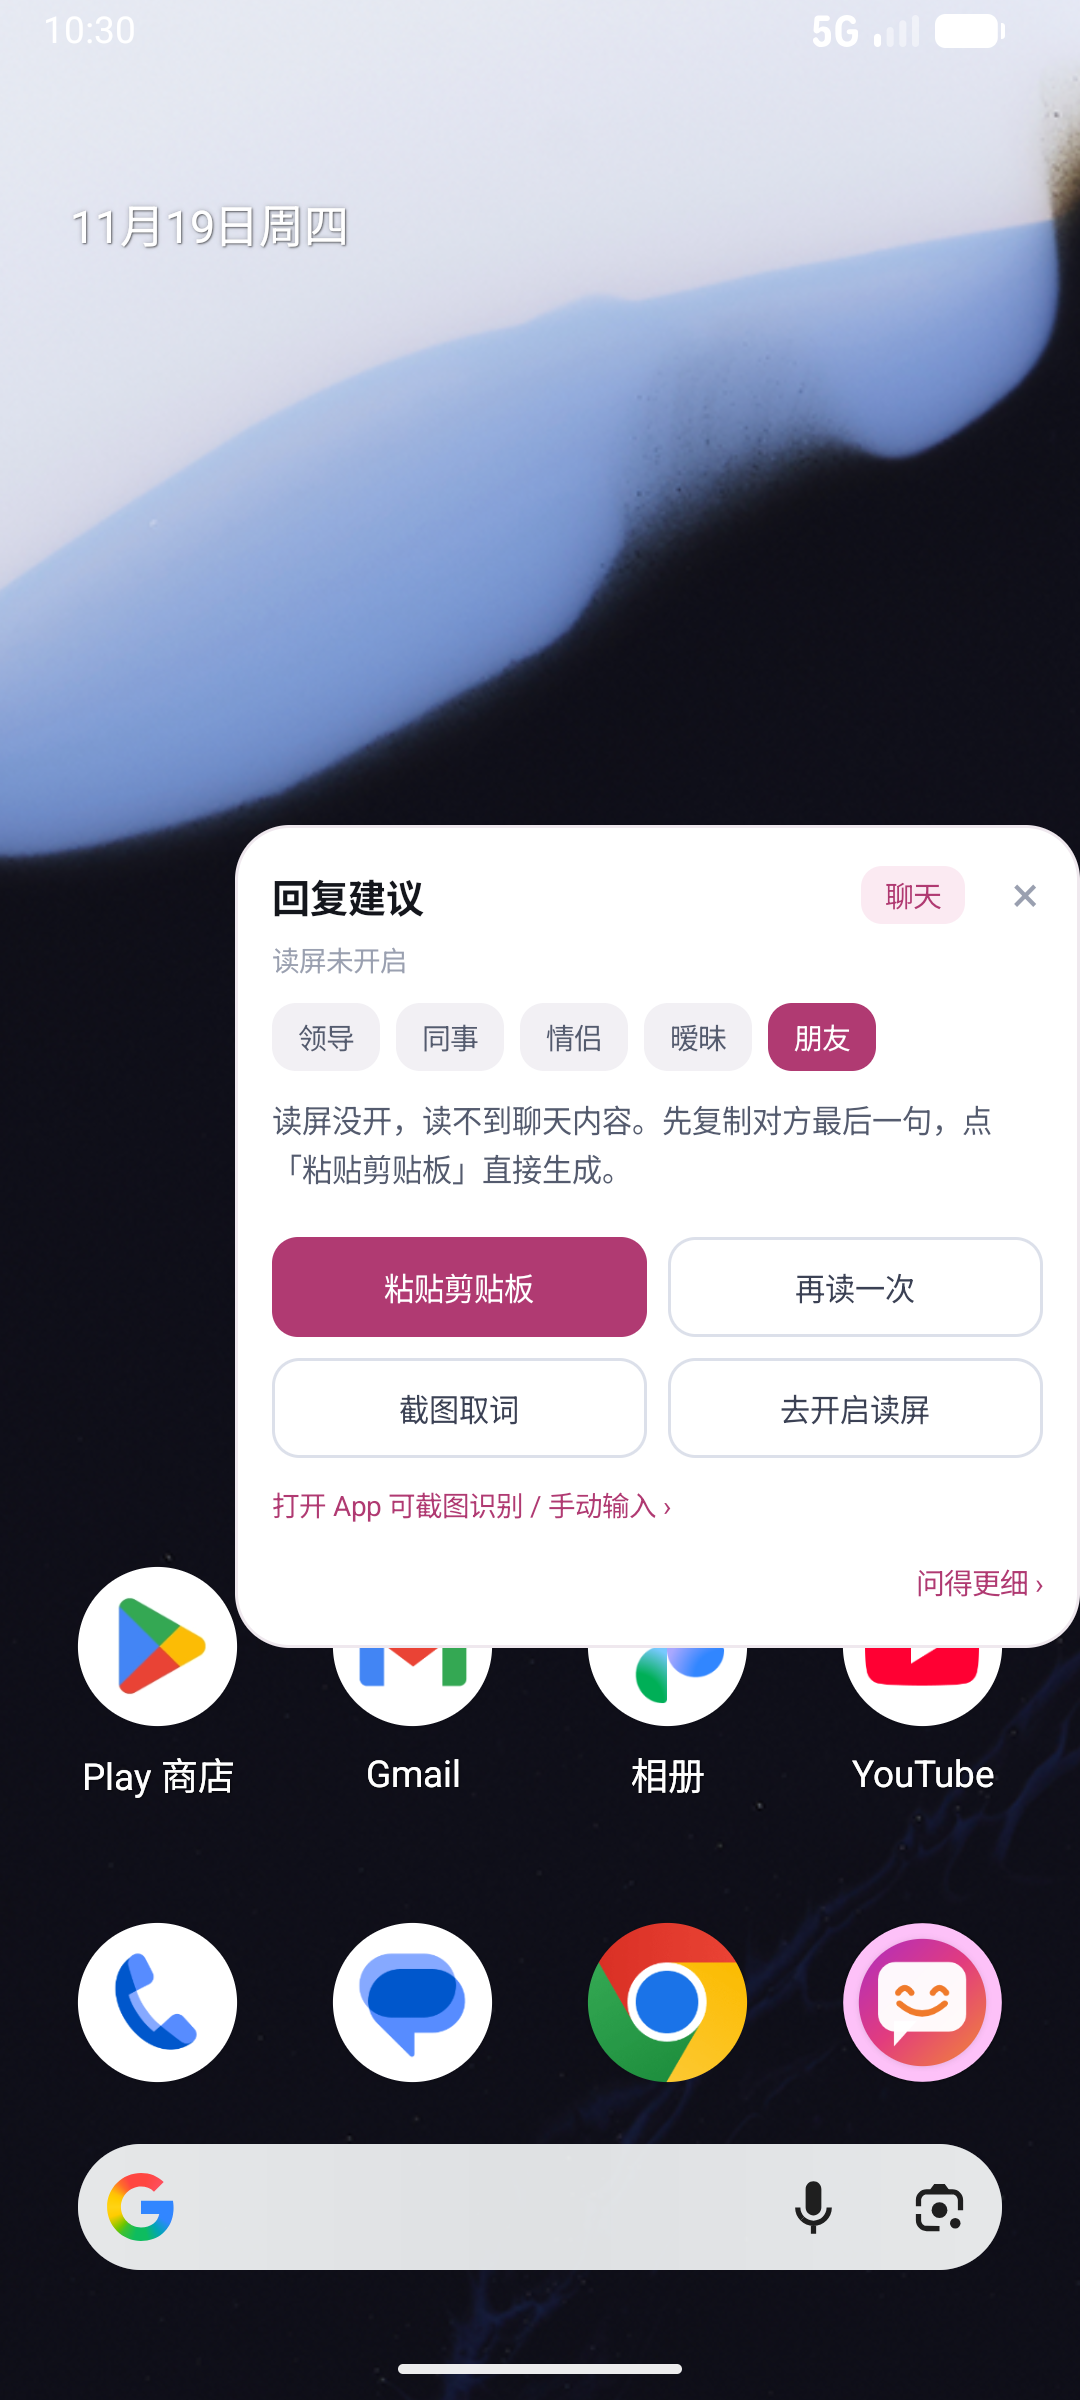 10:30
5G
11月19日周四
回复建议
聊天
×
读屏未开启
领导
同事
情侣
暧昧
朋友
读屏没开，读不到聊天内容。先复制对方最后一句，点
「粘贴剪贴板」直接生成。
粘贴剪贴板
再读一次
截图取词
去开启读屏
打开 App 可截图识别 / 手动输入 ›
问得更细 ›
Play 商店
Gmail
相册
YouTube